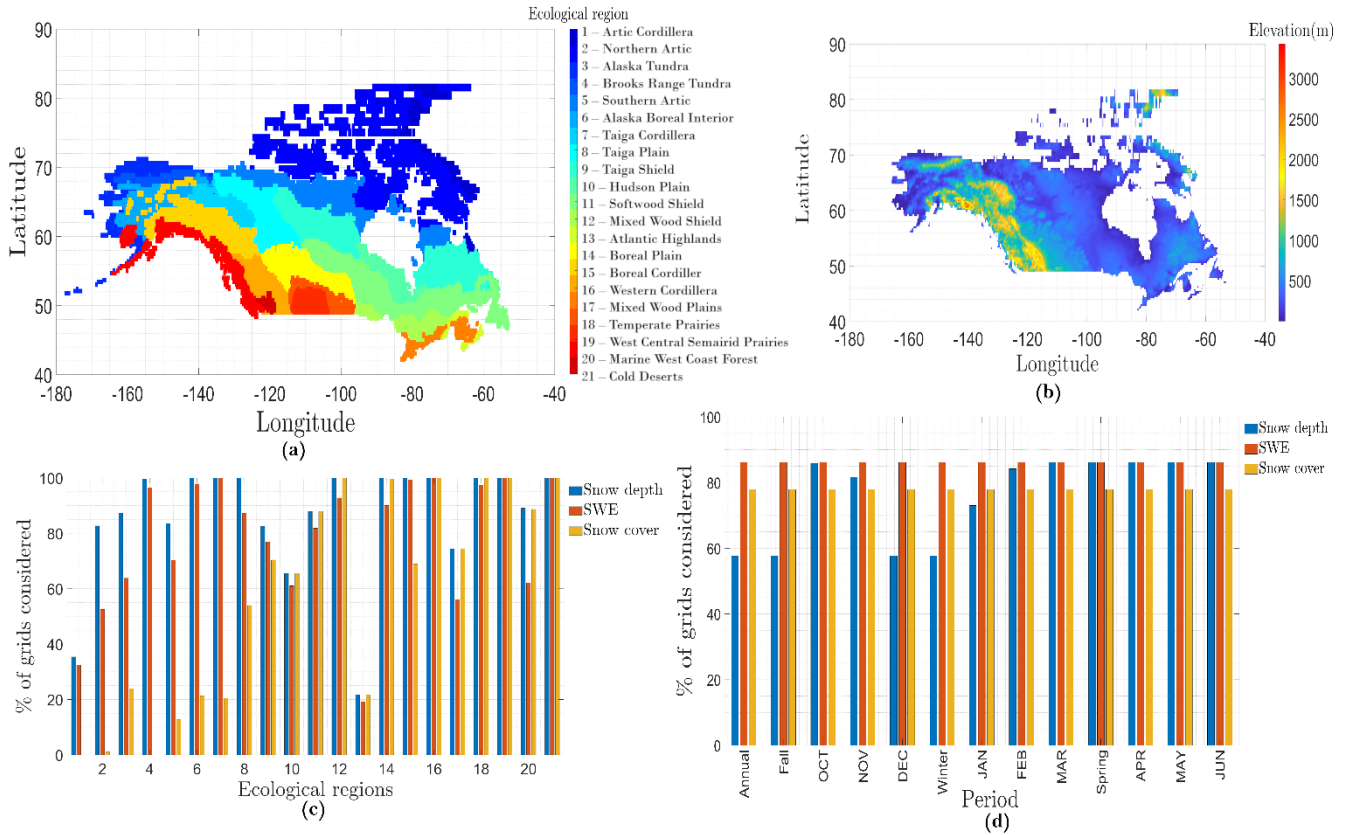 Ecological region
90
80
70
60
50
40
Latitude
-180 -160 -140 -120 -100 -80 -60 -40
Longitude
(a)
1 – Artic Cordillera
2 – Northern Artic
3 – Alaska Tundra
4 – Brooks Range Tundra
5 – Southern Artic
6 – Alaska Boreal Interior
7 – Taiga Cordillera
8 – Taiga Plain
9 – Taiga Shield
10 – Hudson Plain
11 – Softwood Shield
12 – Mixed Wood Shield
13 – Atlantic Highlands
14 – Boreal Plain
15 – Boreal Cordiller
16 – Western Cordillera
17 – Mixed Wood Plains
18 – Temperate Prairies
19 – West Central Semairid Prairies
20 – Marine West Coast Forest
21 – Cold Deserts
Elevation(m)
90
80
70
60
50
40
Latitude
-180 -160 -140 -120 -100 -80 -60 -40
Longitude
(b)
3000
2500
2000
1500
1000
500
100
80
60
40
20
0
% of grids considered
2 4 6 8 10 12 14 16 18 20
Ecological regions
(c)
Snow depth
SWE
Snow cover
100
80
60
40
20
0
% of grids considered
Annual
Fall
OCT
NOV
DEC
Winter
JAN
FEB
MAR
Spring
APR
MAY
JUN
Period
(d)
Snow depth
SWE
Snow cover